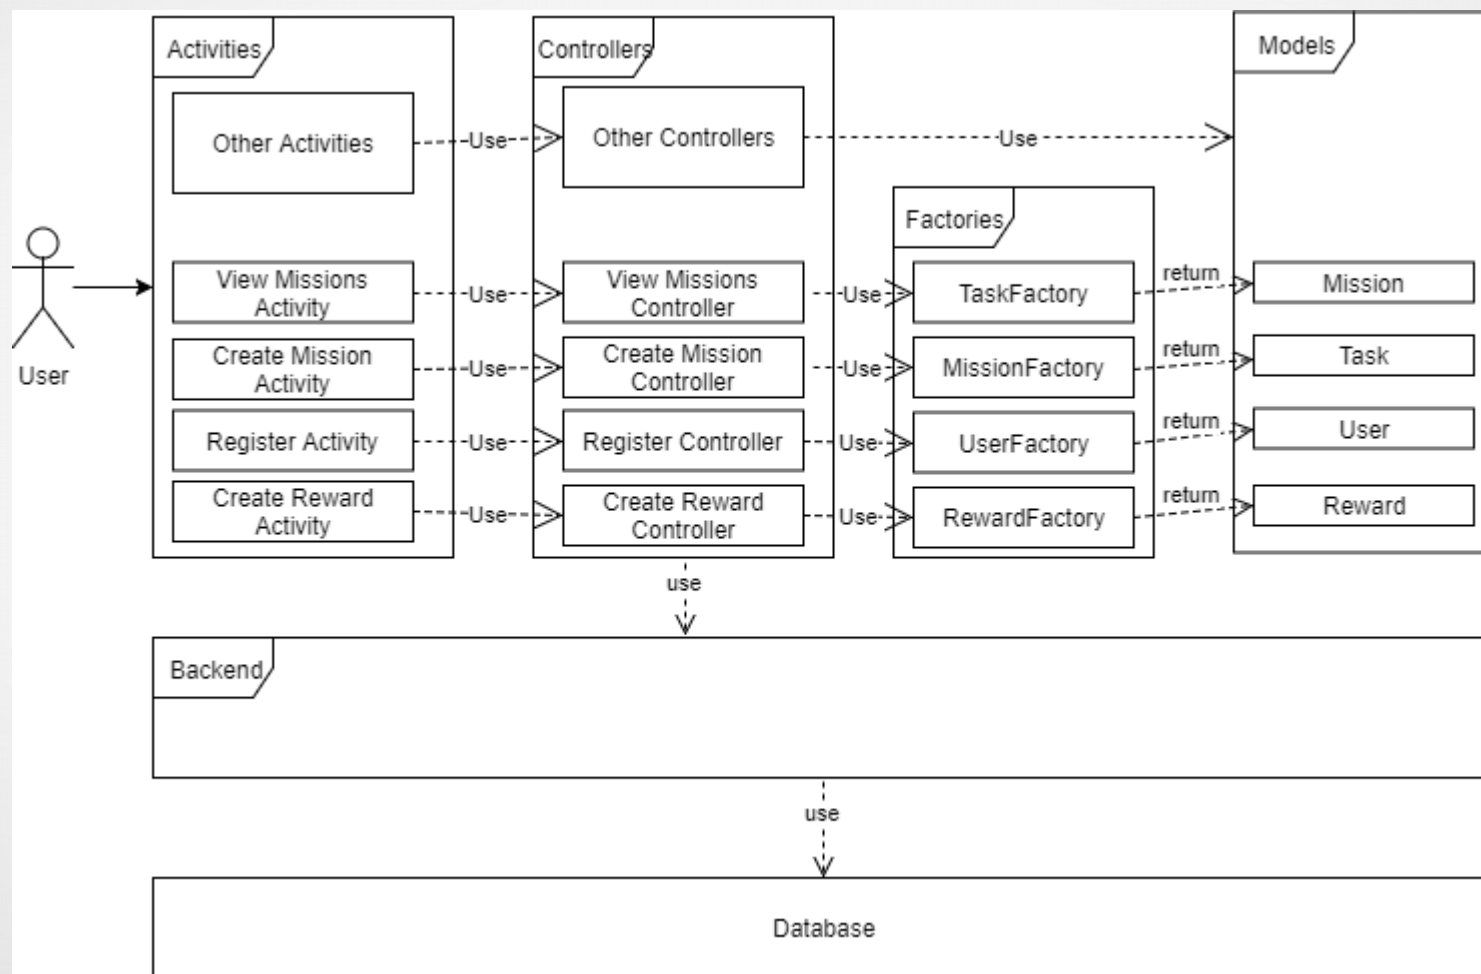 Activities
Controllers
Models
Other Activities
Use
Other Controllers
Use
Factories
View Missions
Activity
Use
View Missions
Controller
Use
TaskFactory
return
Mission
User
Create Mission
Activity
Use
Create Mission
Controller
Use
MissionFactory
return
Task
Register Activity
Use
Register Controller
Use
UserFactory
return
User
Create Reward
Activity
Use
Create Reward
Controller
Use
RewardFactory
return
Reward
use
Backend
use
Database